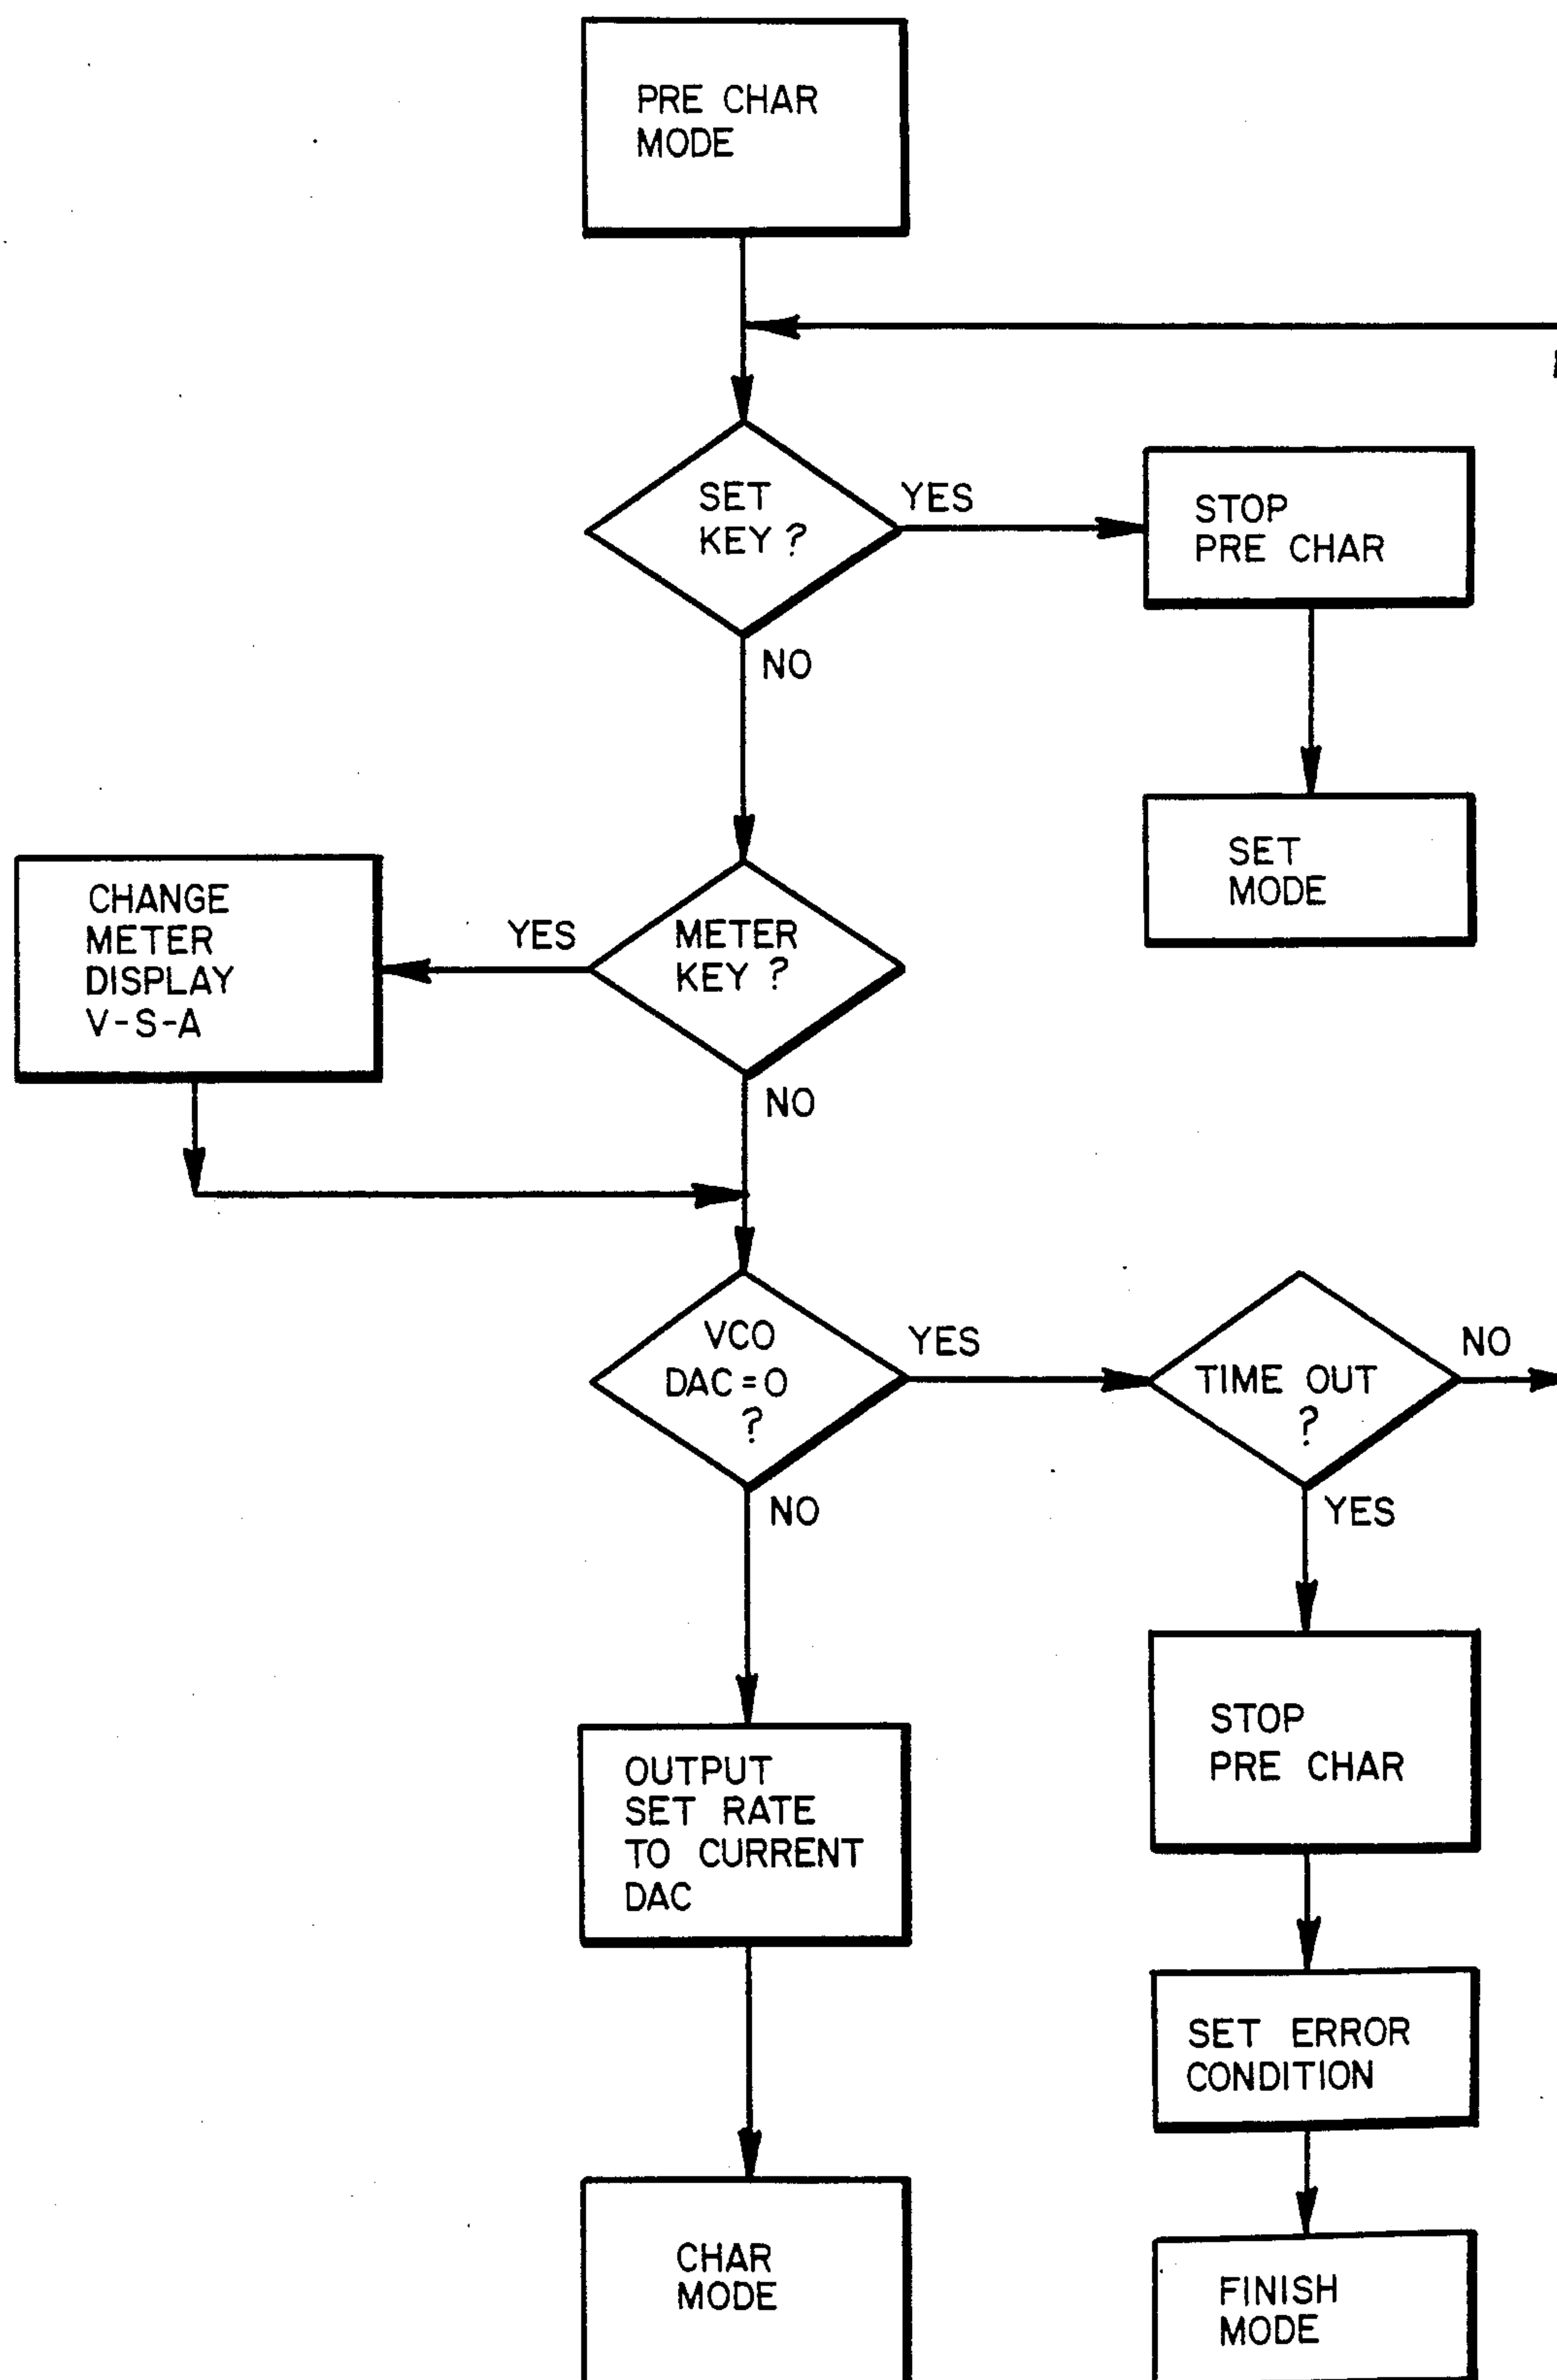 PRE CHAR
MODE
SET
KEY ?
YES
STOP
PRE CHAR
NO
SET
MODE
CHANGE
METER
DISPLAY
V-S-A
YES
METER
KEY ?
NO
VCO
DAC=0
?
YES
TIME OUT
?
NO
NO
YES
OUTPUT
SET RATE
TO CURRENT
DAC
STOP
PRE CHAR
SET ERROR
CONDITION
CHAR
MODE
FINISH
MODE